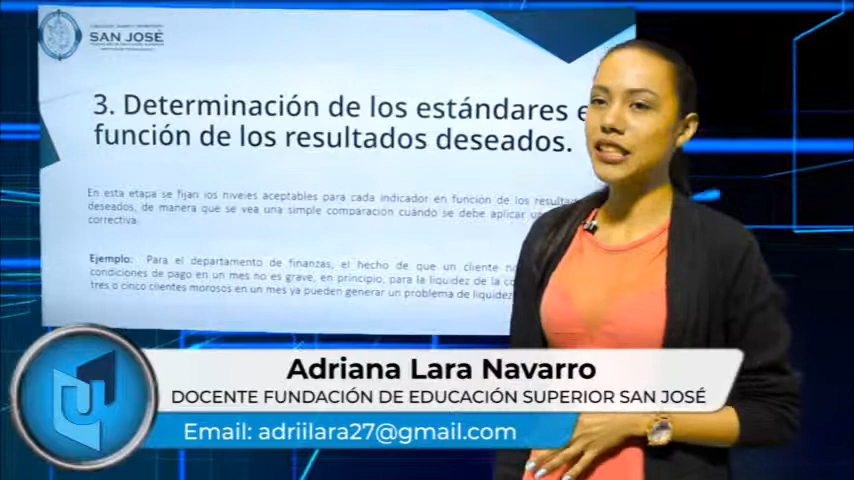 SAN JOSÉ
3. Determinación de los estándares e
función de los resultados deseados.
En esta etapa se fijan los niveles aceptables para cada indicador en función de los resultad
deseados, de manera que se vea una simple comparación cuando se debe aplicar
correctiva.
Ejemplo: Para el departamento de finanzas, el hecho de que un cliente
condiciones de pago en un mes no es grave, en principio, para la liquidez de la
tres o cinco clientes morosos en un mes ya pueden generar un problema de liquidez
Adriana Lara Navarro
DOCENTE FUNDACIÓN DE EDUCACIÓN SUPERIOR SAN JOSÉ
Email: adriilara27@gmail.com